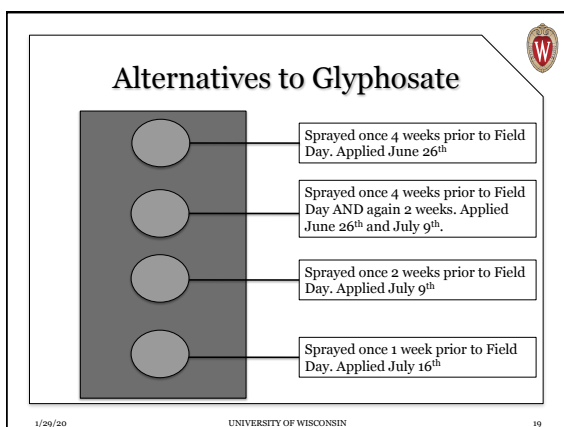 W
Alternatives to Glyphosate
Sprayed once 4 weeks prior to Field
Day. Applied June 26th
Sprayed once 4 weeks prior to Field
Day AND again 2 weeks. Applied
June 26th and July 9th.
Sprayed once 2 weeks prior to Field
Day. Applied July 9th
Sprayed once 1 week prior to Field
Day. Applied July 16th
1/29/20
UNIVERSITY OF WISCONSIN
19